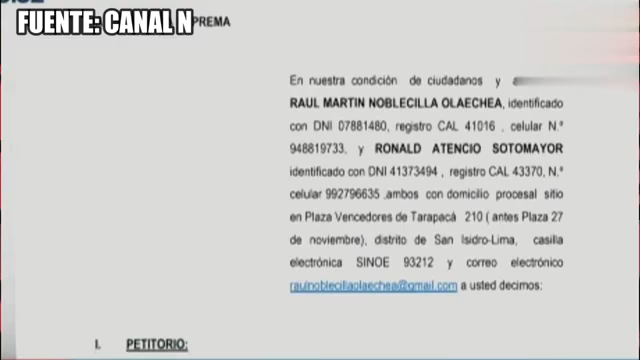 FUENTE: CANAL N
PREMA
En nuestra condición de ciudadanos y
RAUL MARTIN NOBLECILLA OLAECHEA, identificado
con DNI 07881480, registro CAL 41016 , celular N.°
948819733, y RONALD ATENCIO SOTOMAYOR
identificado con DNI 41373494 , registro CAL 43370, N.°
celular 992796635 ,ambos con domicilio procesal sitio
en Plaza Vencedores de Tarapacá 210 ( antes Plaza 27
de noviembre), distrito de San Isidro-Lima, casilla
electrónica SINOE 93212 y correo electrónico
raulnoblecillaolaechea@gmail.com a usted decimos:
I. PETITORIO: